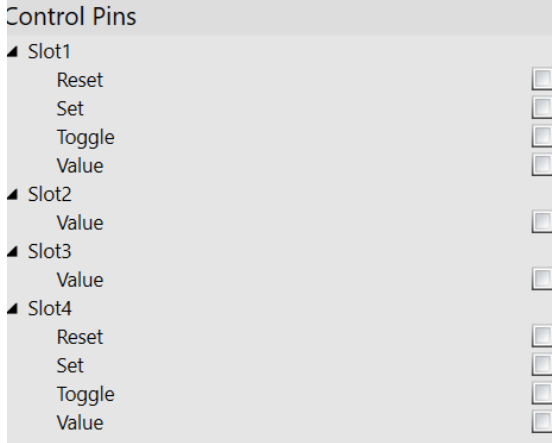 Control Pins
Slot1
Reset
Set
Toggle
Value
Slot2
Value
Slot3
Value
Slot4
Reset
Set
Toggle
Value